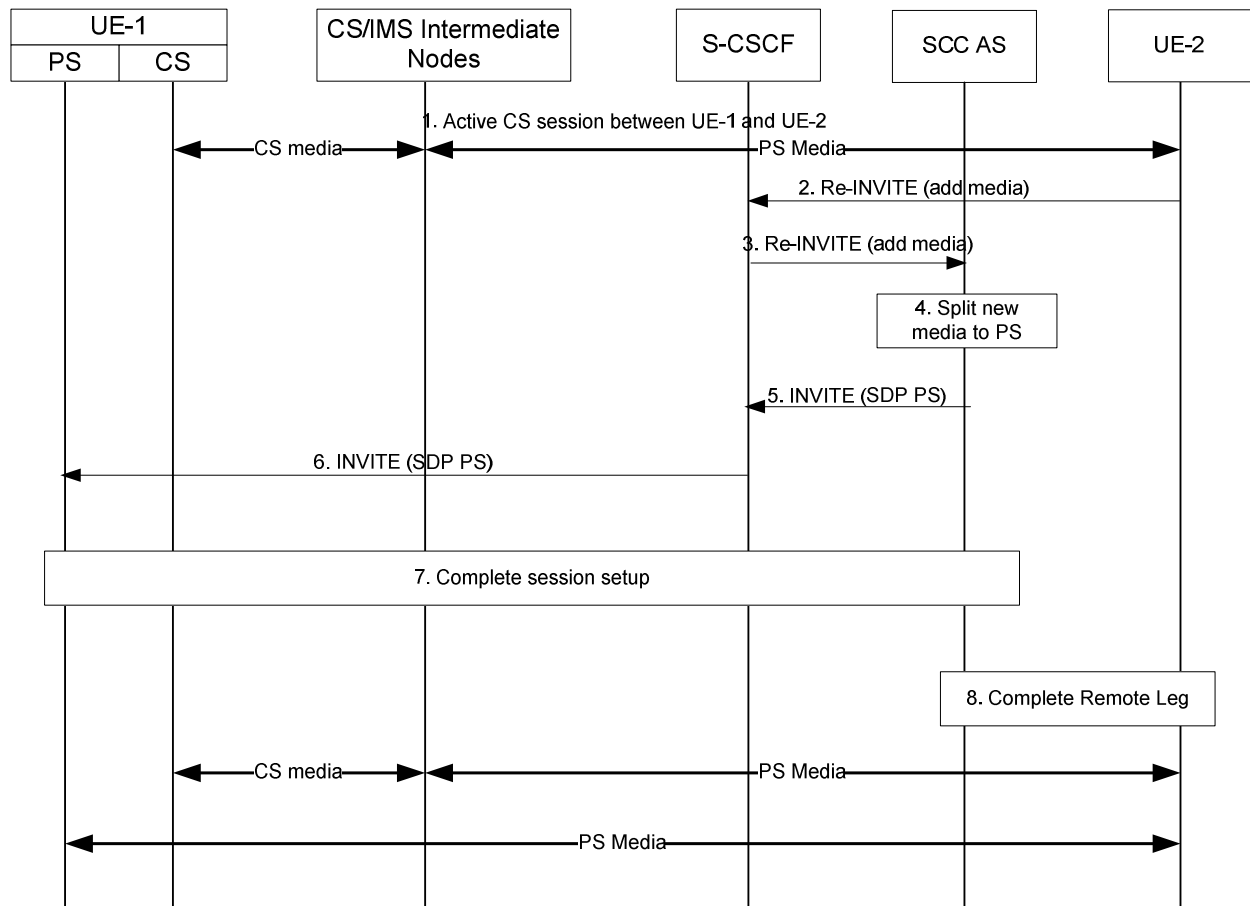 UE-1
PS
CS
CS/IMS Intermediate
Nodes
S-CSCF
SCC AS
UE-2
1. Active CS session between UE-1 and UE-2
CS media
PS Media
2. Re-INVITE (add media)
3. Re-INVITE (add media)
4. Split new
media to PS
5. INVITE (SDP PS)
6. INVITE (SDP PS)
7. Complete session setup
8. Complete Remote Leg
CS media
PS Media
PS Media